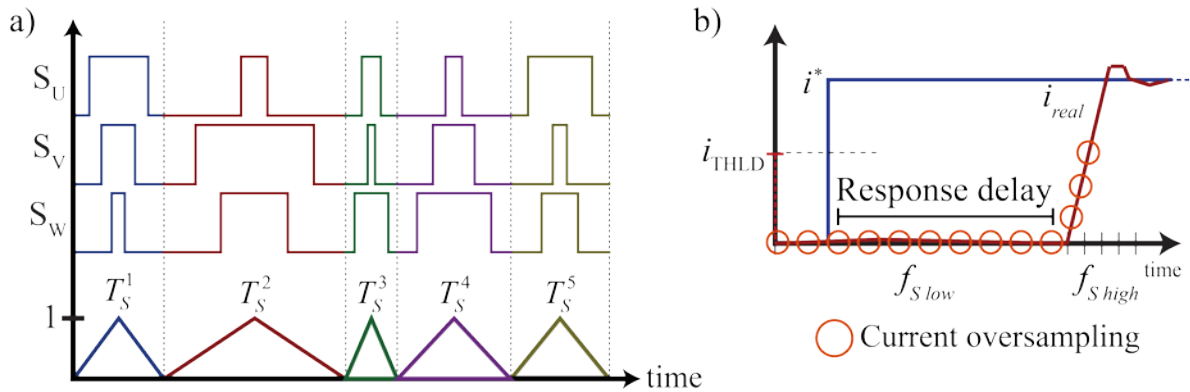 a)
S_U
S_V
S_W
T_S^1 T_S^2 T_S^3 T_S^4 T_S^5
1
time
b)
i*
i_real
i_THLD
Response delay
time
f_S low f_S high
Current oversampling